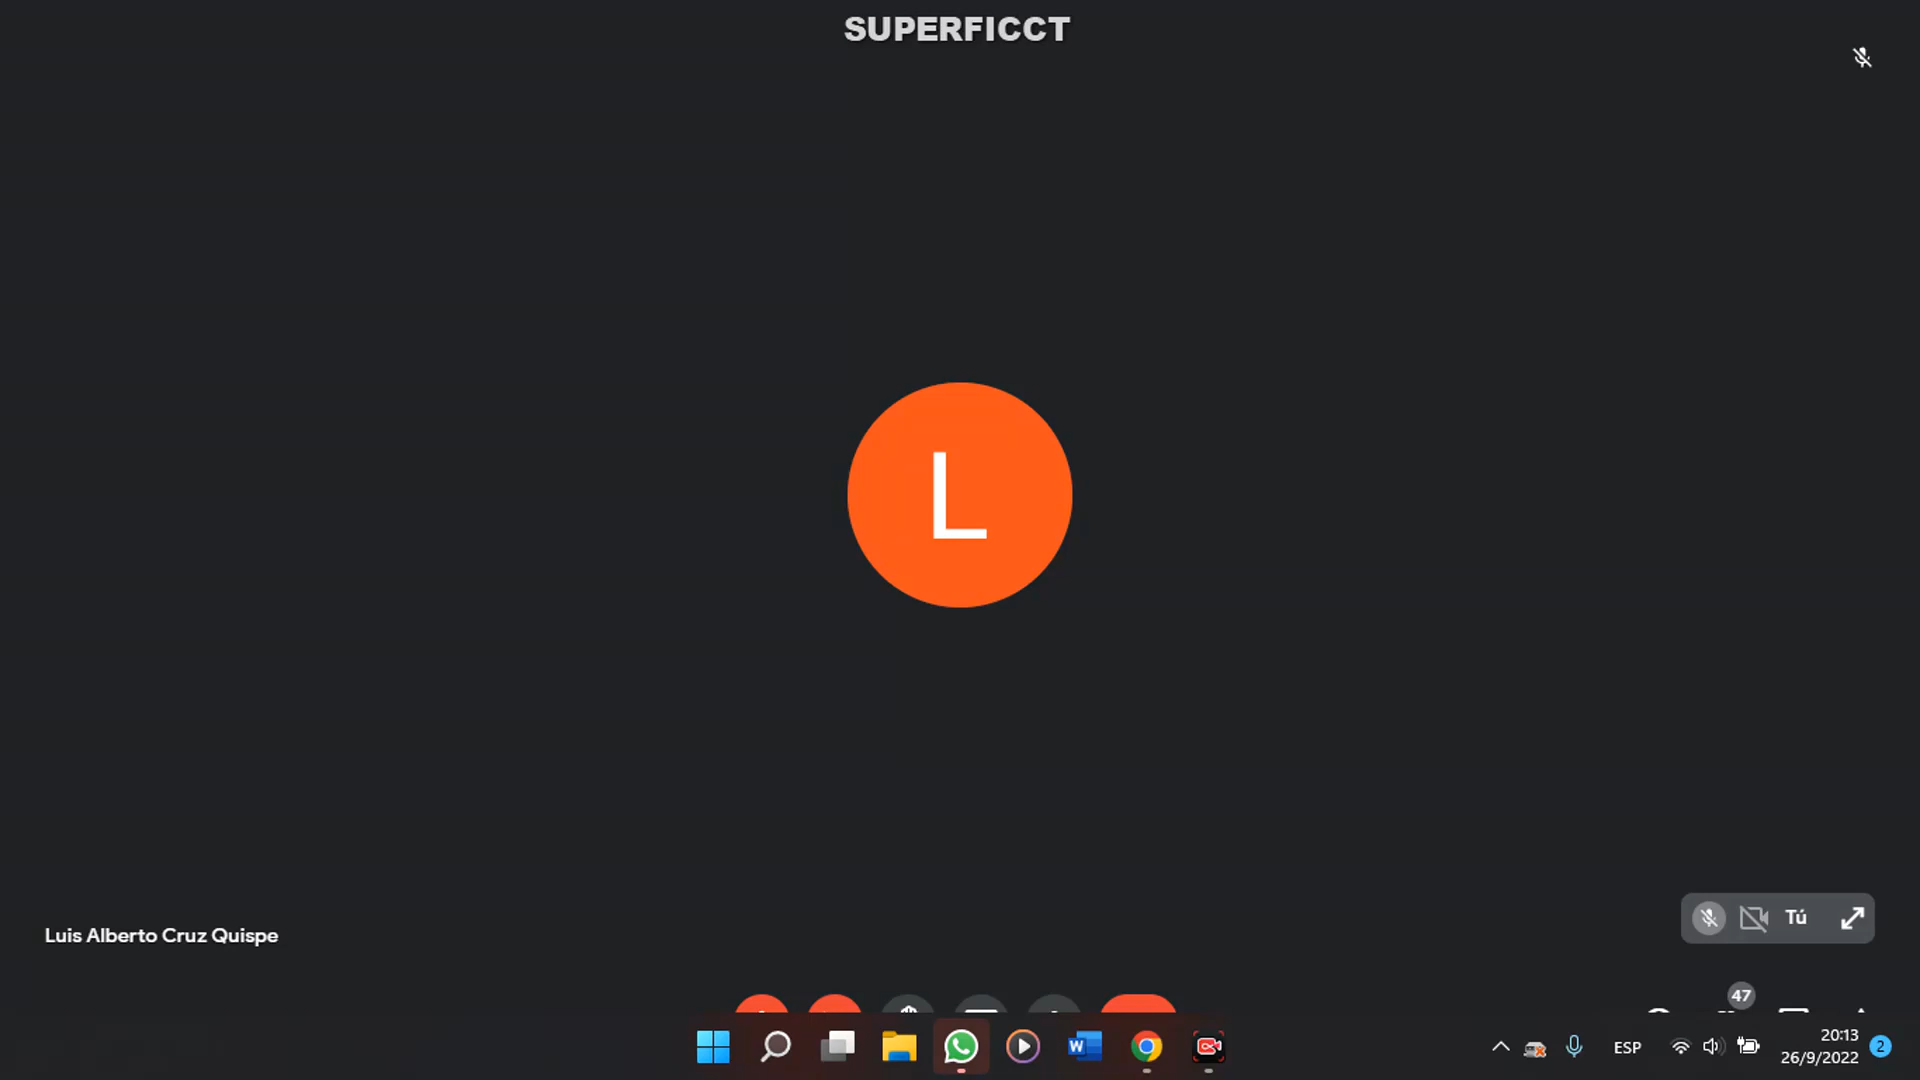 SUPERFICCT
L
Luis Alberto Cruz Quispe
Tú
47
W
ESP
20:13
26/9/2022
2